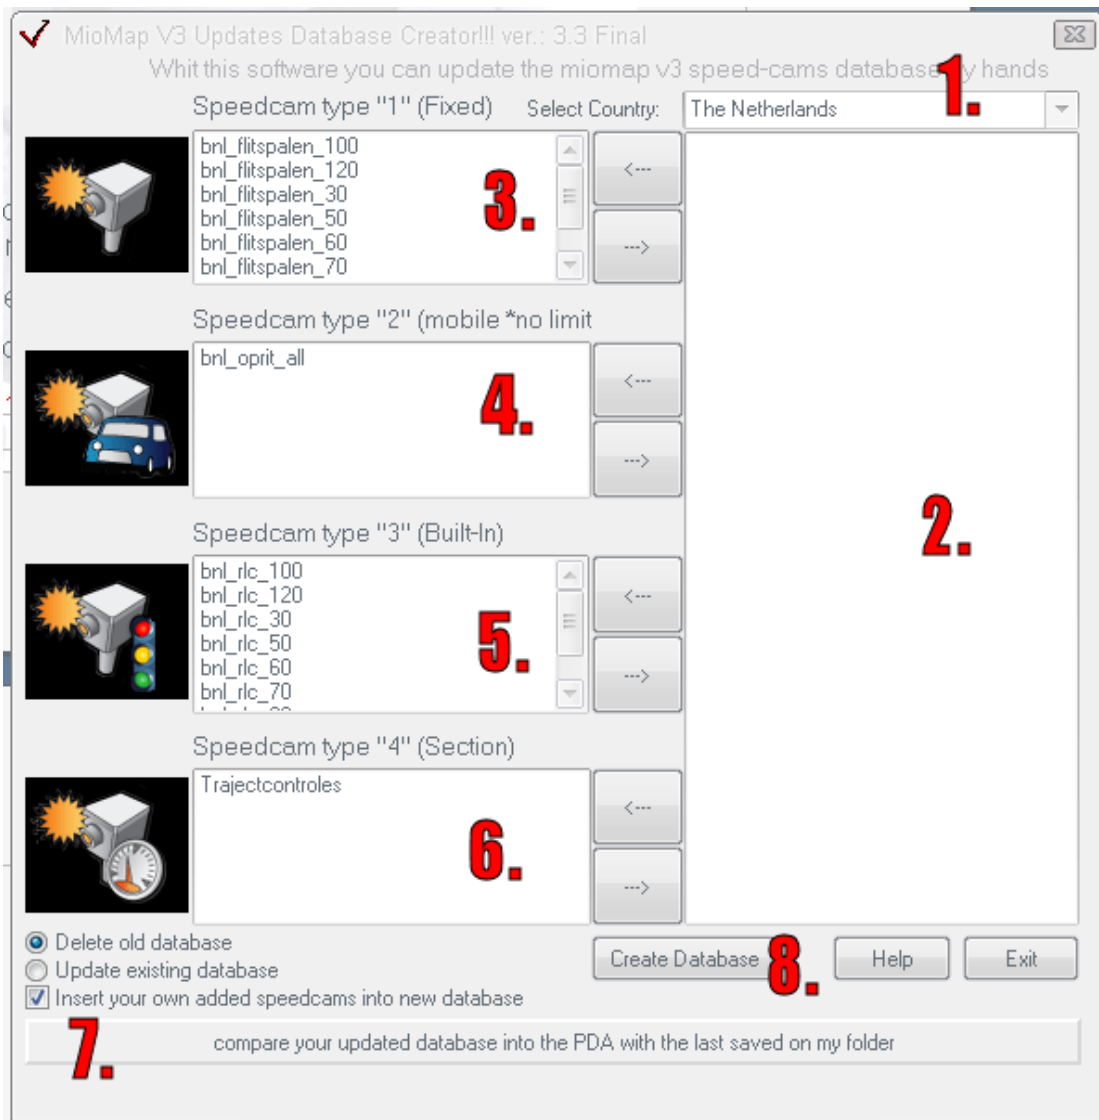 MioMap V3 Updates Database Creator!!! ver.: 3.3 Final
Whit this software you can update the miomap v3 speed-cams database by hands
1.
Speedcam type "1" (Fixed)
Select Country:
The Netherlands
bnl_flitspalen_100
bnl_flitspalen_120
bnl_flitspalen_30
bnl_flitspalen_50
bnl_flitspalen_60
bnl_flitspalen_70
3.
<---
--->
Speedcam type "2" (mobile *no limit
bnl_oprit_all
4.
<---
--->
2.
Speedcam type "3" (Built-In)
bnl_rlc_100
bnl_rlc_120
bnl_rlc_30
bnl_rlc_50
bnl_rlc_60
bnl_rlc_70
5.
<---
--->
Speedcam type "4" (Section)
Trajectcontroles
6.
<---
--->
Delete old database
Update existing database
Insert your own added speedcams into new database
7.
Create Database
8.
Help
Exit
compare your updated database into the PDA with the last saved on my folder